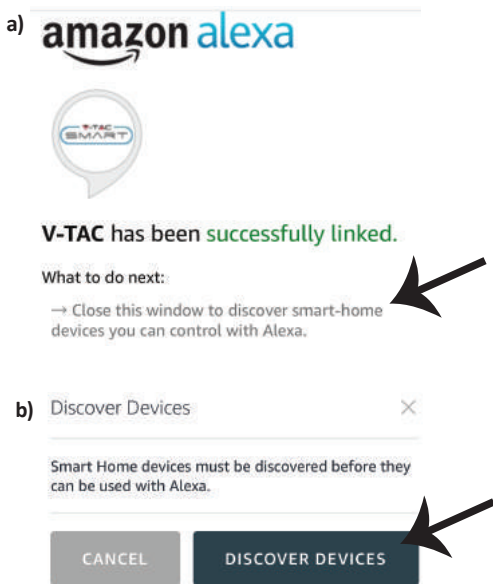 a)
amazon alexa
V-TAC
SMART
V-TAC has been successfully linked.
What to do next:
→ Close this window to discover smart-home
devices you can control with Alexa.
b) Discover Devices ×
Smart Home devices must be discovered before they
can be used with Alexa.
CANCEL DISCOVER DEVICES